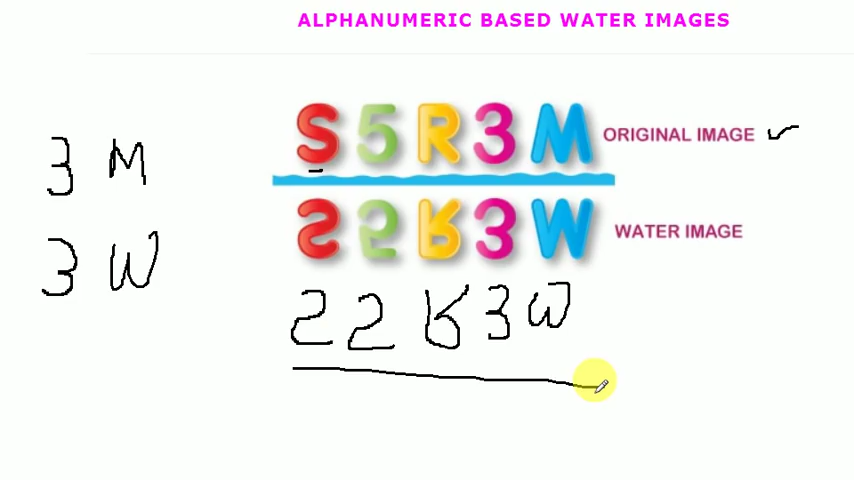 ALPHANUMERIC BASED WATER IMAGES
S5R3M ORIGINAL IMAGE
WATER IMAGE
3 M
3 W